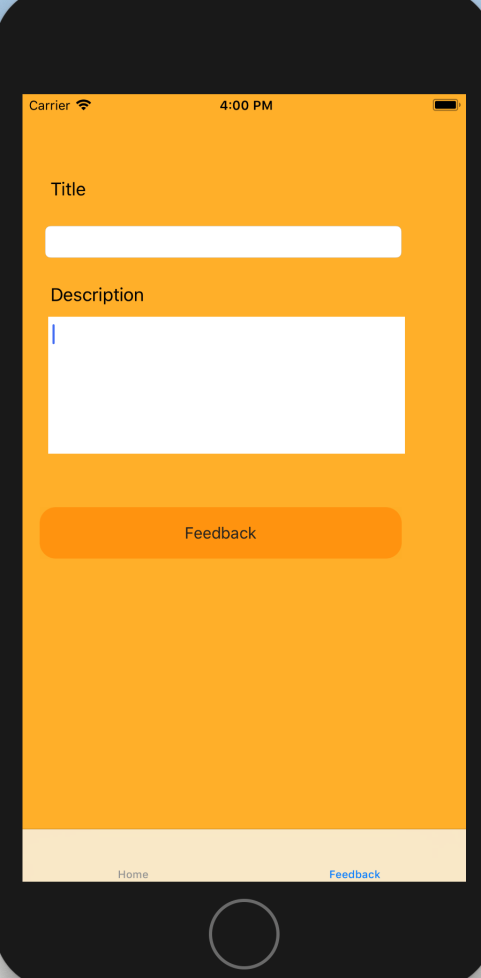 Carrier 4:00 PM
Title
Description
Feedback
Home Feedback